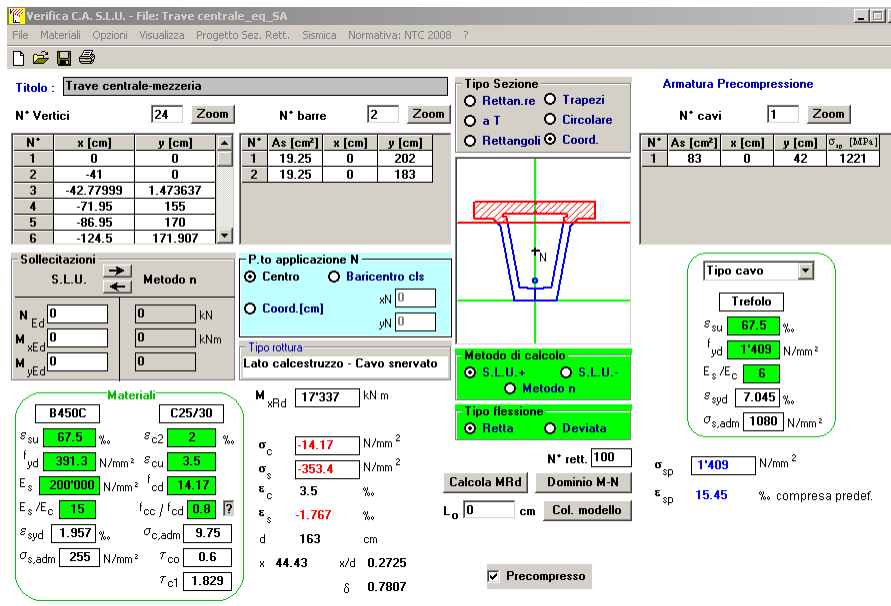 Verifica C.A. S.L.U. - File: Trave centrale_eq_SA
File Materiali Opzioni Visualizza Progetto Sez. Rett. Sismica Normativa: NTC 2008 ?
Titolo : Trave centrale-mezzeria
N° Vertici 24 Zoom
N° barre 2 Zoom
N° x [cm] y [cm]
1 0 0
2 -41 0
3 -42.77999 1.473637
4 -71.95 155
5 -86.95 170
6 -124.5 171.907
N° As [cm²] x [cm] y [cm]
1 19.25 0 202
2 19.25 0 183
Tipo Sezione
Rettan.re Trapezi
a T Circolare
Rettangoli Coord.
Armatura Precompressione
N° cavi 1 Zoom
N° As [cm²] x [cm] y [cm] σsp [MPa]
1 83 0 42 1221
Sollecitazioni
S.L.U. Metodo n
N Ed 0 0 kN
M xEd 0 0 kNm
M yEd 0 0
P.to applicazione N
Centro Baricentro cls
Coord.[cm] xN 0
yN 0
Tipo rottura
Lato calcestruzzo - Cavo snervato
N
Metodo di calcolo
S.L.U.+ S.L.U.-
Metodo n
Tipo flessione
Retta Deviata
N° rett. 100
Calcola MRd Dominio M-N
L₀ 0 cm Col. modello
Precompresso
Tipo cavo
Trefolo
εsu 67.5 ‰
fyd 1'409 N/mm²
Es/Ec 6
εsyd 7.045 ‰
σs,adm 1080 N/mm²
σsp 1'409 N/mm²
εsp 15.45 ‰ compresa predef.
Materiali
B450C C25/30
εsu 67.5 ‰ εc2 2 ‰
fyd 391.3 N/mm² εcu 3.5
Es 200'000 N/mm² fcd 14.17
Es/Ec 15 fcc / fcd 0.8 ?
εsyd 1.957 ‰ σc,adm 9.75
σs,adm 255 N/mm² τco 0.6
τc1 1.829
M xRd 17'337 kN m
σc -14.17 N/mm²
σs -353.4 N/mm²
εc 3.5 ‰
εs -1.767 ‰
d 163 cm
x 44.43 x/d 0.2725
δ 0.7807